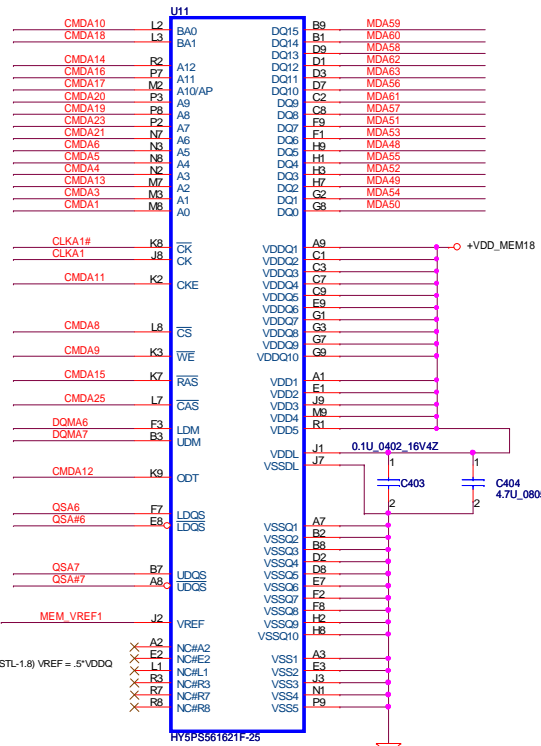 U11
CMDA10 L2 BA0 DQ15 B9 MDA59
CMDA18 L3 BA1 DQ14 B1 MDA60
DQ13 D9 MDA58
CMDA14 R2 A12 DQ12 D1 MDA62
CMDA16 P7 A11 DQ11 D3 MDA63
CMDA17 M2 A10/AP DQ10 D7 MDA56
CMDA20 P3 A9 DQ9 C2 MDA61
CMDA19 P8 A8 DQ8 C8 MDA57
CMDA23 P2 A7 DQ7 F9 MDA51
CMDA21 N7 A6 DQ6 F1 MDA53
CMDA6 N3 A5 DQ5 H9 MDA48
CMDA5 N8 A4 DQ4 H1 MDA55
CMDA4 N2 A3 DQ3 H3 MDA52
CMDA13 M7 A2 DQ2 H7 MDA49
CMDA3 M3 A1 DQ1 G2 MDA54
CMDA1 M8 A0 DQ0 G8 MDA50
CLKA1# K8 CK VDDQ1 A9 +VDD_MEM18
CLKA1 J8 CK VDDQ2 C1
VDDQ3 C3
CMDA11 K2 CKE VDDQ4 C7
VDDQ5 C9
VDDQ6 E9
VDDQ7 G1
CMDA8 L8 CS VDDQ8 G3
VDDQ9 G7
CMDA9 K3 WE VDDQ10 G9
CMDA15 K7 RAS VDD1 A1
VDD2 E1
CMDA25 L7 CAS VDD3 J9
VDD4 M9
DQMA6 F3 LDM VDD5 R1
DQMA7 B3 UDM
VDDL J1 0.1U_0402_16V4Z
VSSDL J7 1 1
CMDA12 K9 ODT C403 C404
4.7U_080
2 2
QSA6 F7 LDQS VSSQ1 A7
QSA#6 E8 LDQS VSSQ2 B2
VSSQ3 B8
VSSQ4 D2
QSA7 B7 UDQS VSSQ5 D8
QSA#7 A8 UDQS VSSQ6 E7
VSSQ7 F2
VSSQ8 F8
MEM_VREF1 J2 VREF VSSQ9 H2
VSSQ10 H8
A2 NC#A2
E2 NC#E2 VSS1 A3
STL-1.8) VREF = .5*VDDQ L1 NC#L1 VSS2 E3
R3 NC#R3 VSS3 J3
R7 NC#R7 VSS4 N1
R8 NC#R8 VSS5 P9
HY5PS561621F-25